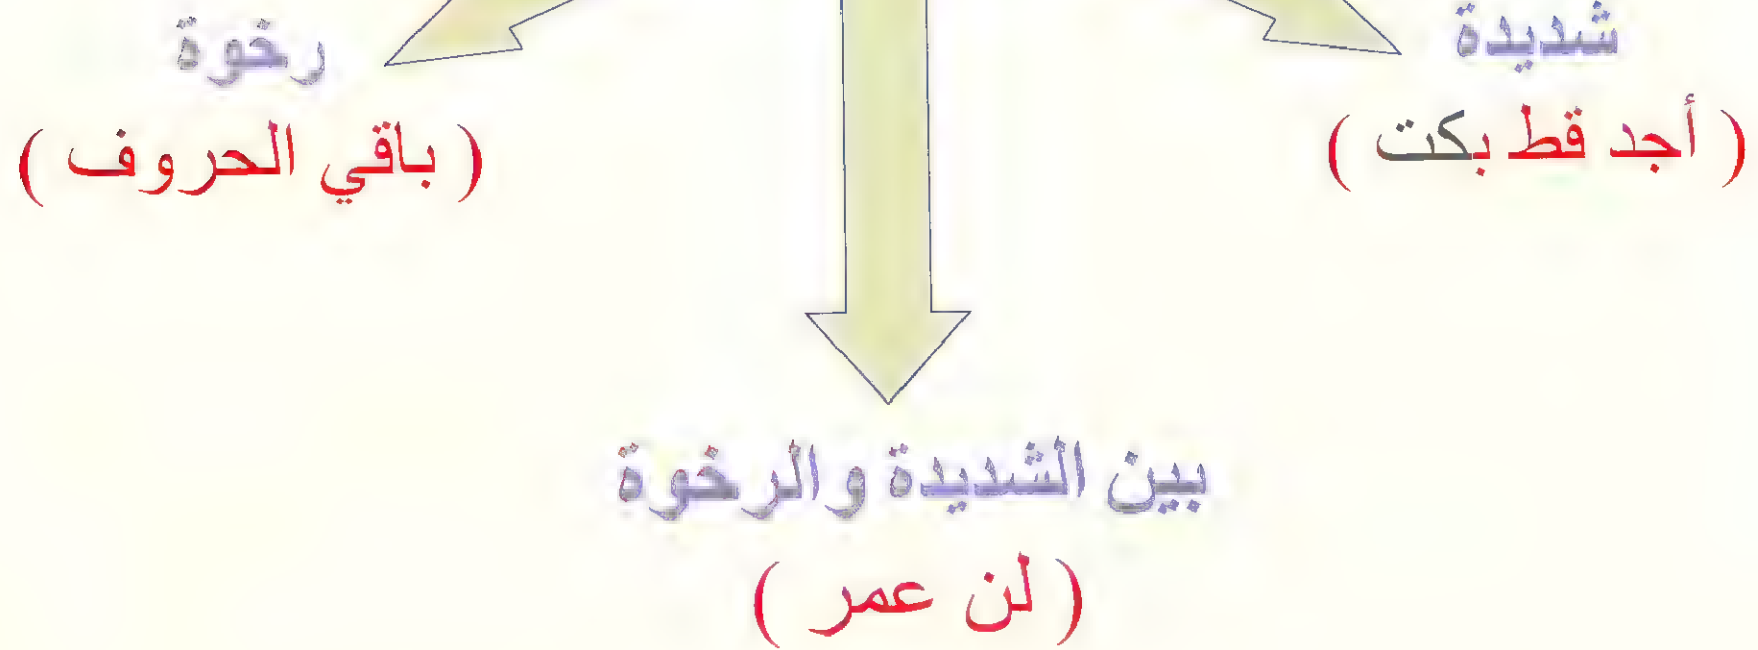 شديدة
( أجد قط بكت )
رخوة
( باقي الحروف )
بين الشديدة والرخوة
( لن عمر )